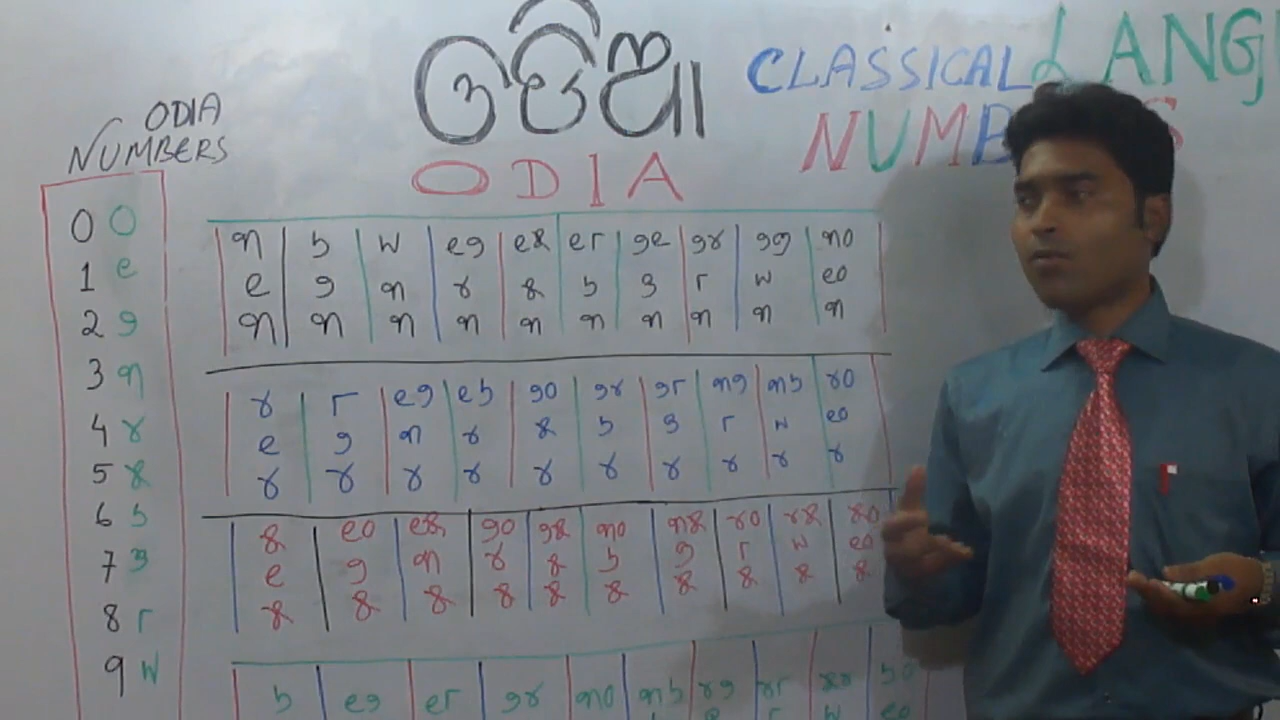 ଓଡିଆ
ODIA
CLASSICAL LANG
NUMB
ODIA
NUMBERS
0 ୦
1 ୧
2 ୨
3 ୩
4 ୪
5 ୫
6 ୬
7 ୭
8 ୮
9 ୯
୩ ୬ ୯ ୧୨ ୧୫ ୧୮ ୨୧ ୨୪ ୨୭ ୩୦
୧ ୨ ୩ ୪ ୫ ୬ ୭ ୮ ୯ ୧୦
୩ ୩ ୩ ୩ ୩ ୩ ୩ ୩ ୩ ୩
୪ ୮ ୧୨ ୧୬ ୨୦ ୨୪ ୨୮ ୩୨ ୩୬ ୪୦
୧ ୨ ୩ ୪ ୫ ୬ ୭ ୮ ୯ ୧୦
୪ ୪ ୪ ୪ ୪ ୪ ୪ ୪ ୪ ୪
୫ ୧୦ ୧୫ ୨୦ ୨୫ ୩୦ ୩୫ ୪୦ ୪୫ ୫୦
୧ ୨ ୩ ୪ ୫ ୬ ୭ ୮ ୯ ୧୦
୫ ୫ ୫ ୫ ୫ ୫ ୫ ୫ ୫ ୫
୬ ୧୨ ୧୮ ୨୪ ୩୦ ୩୬ ୪୨ ୪୮ ୫୪ ୬୦